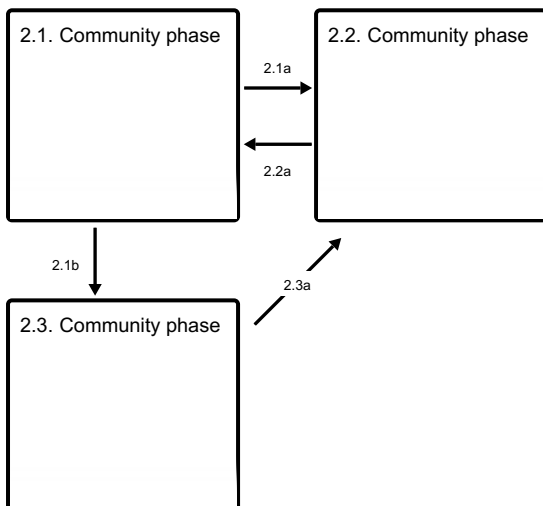 2.1. Community phase
2.2. Community phase
2.1a
2.2a
2.1b
2.3a
2.3. Community phase